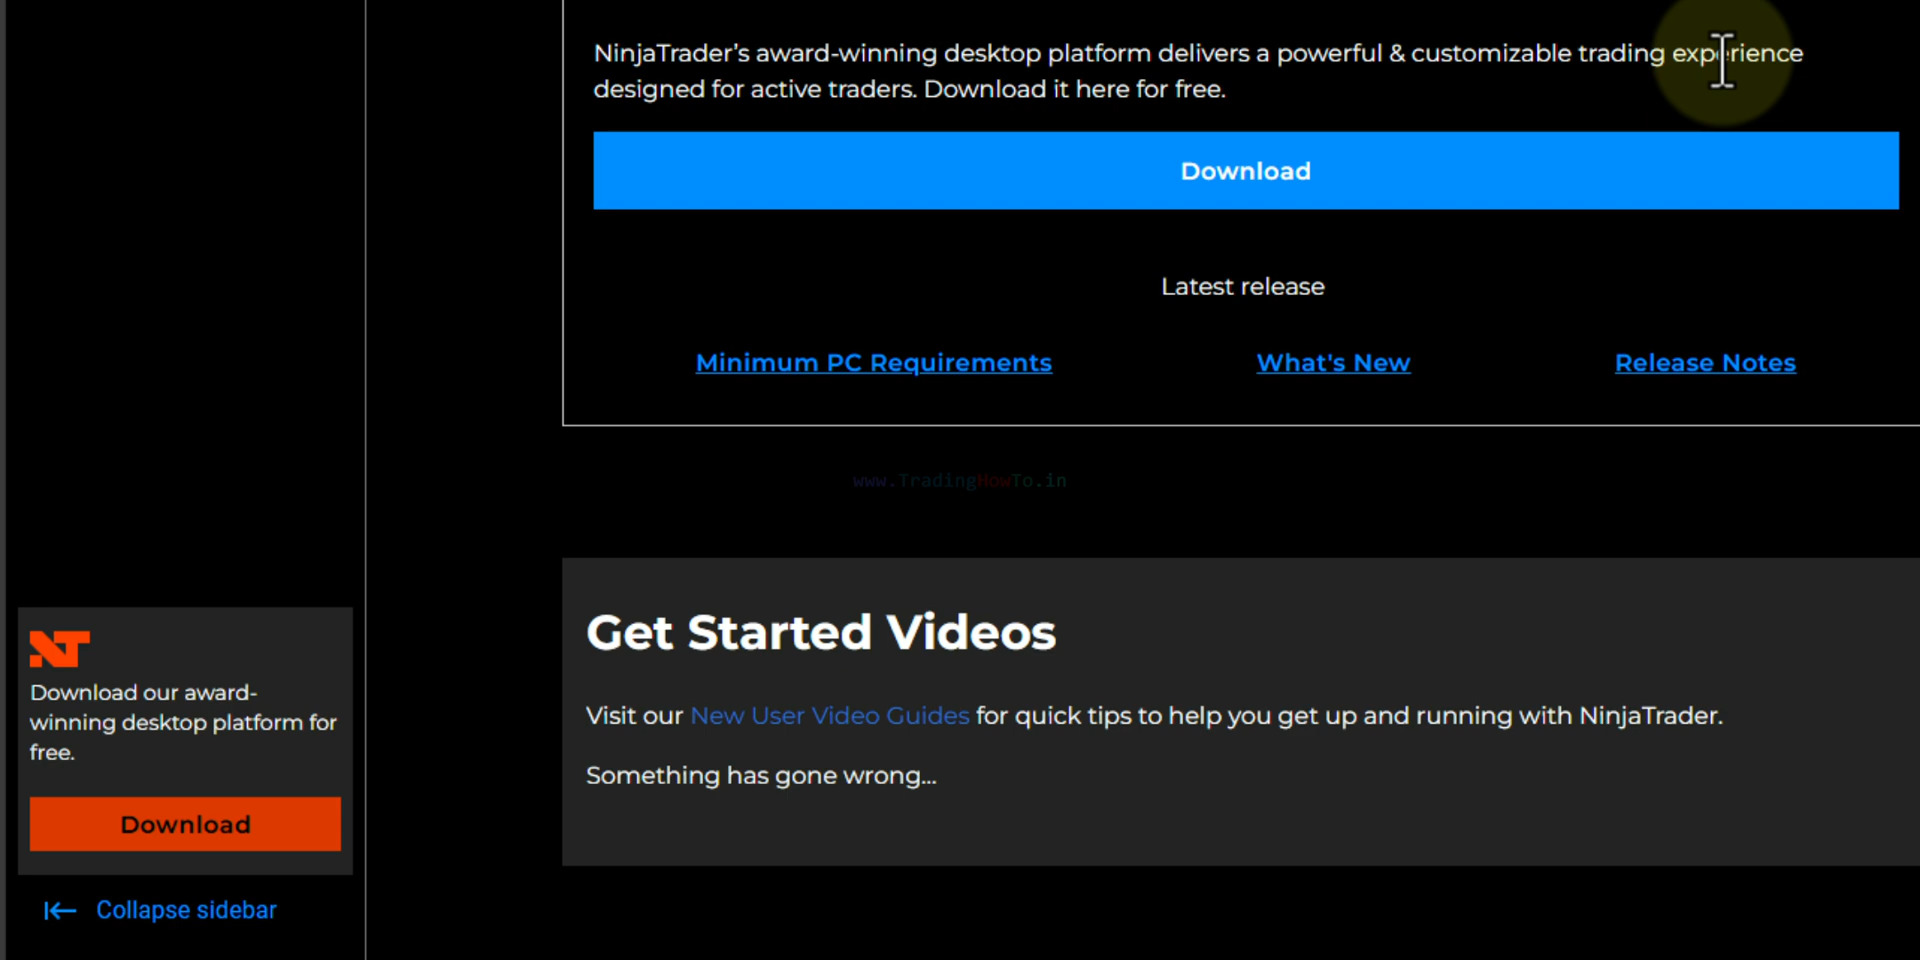 NinjaTrader’s award-winning desktop platform delivers a powerful & customizable trading experience
designed for active traders. Download it here for free.
Download
Latest release
Minimum PC Requirements
What's New
Release Notes
www.TradingHowTo.in
Get Started Videos
Visit our New User Video Guides for quick tips to help you get up and running with NinjaTrader.
Something has gone wrong...
NT
Download our award-
winning desktop platform for
free.
Download
Collapse sidebar